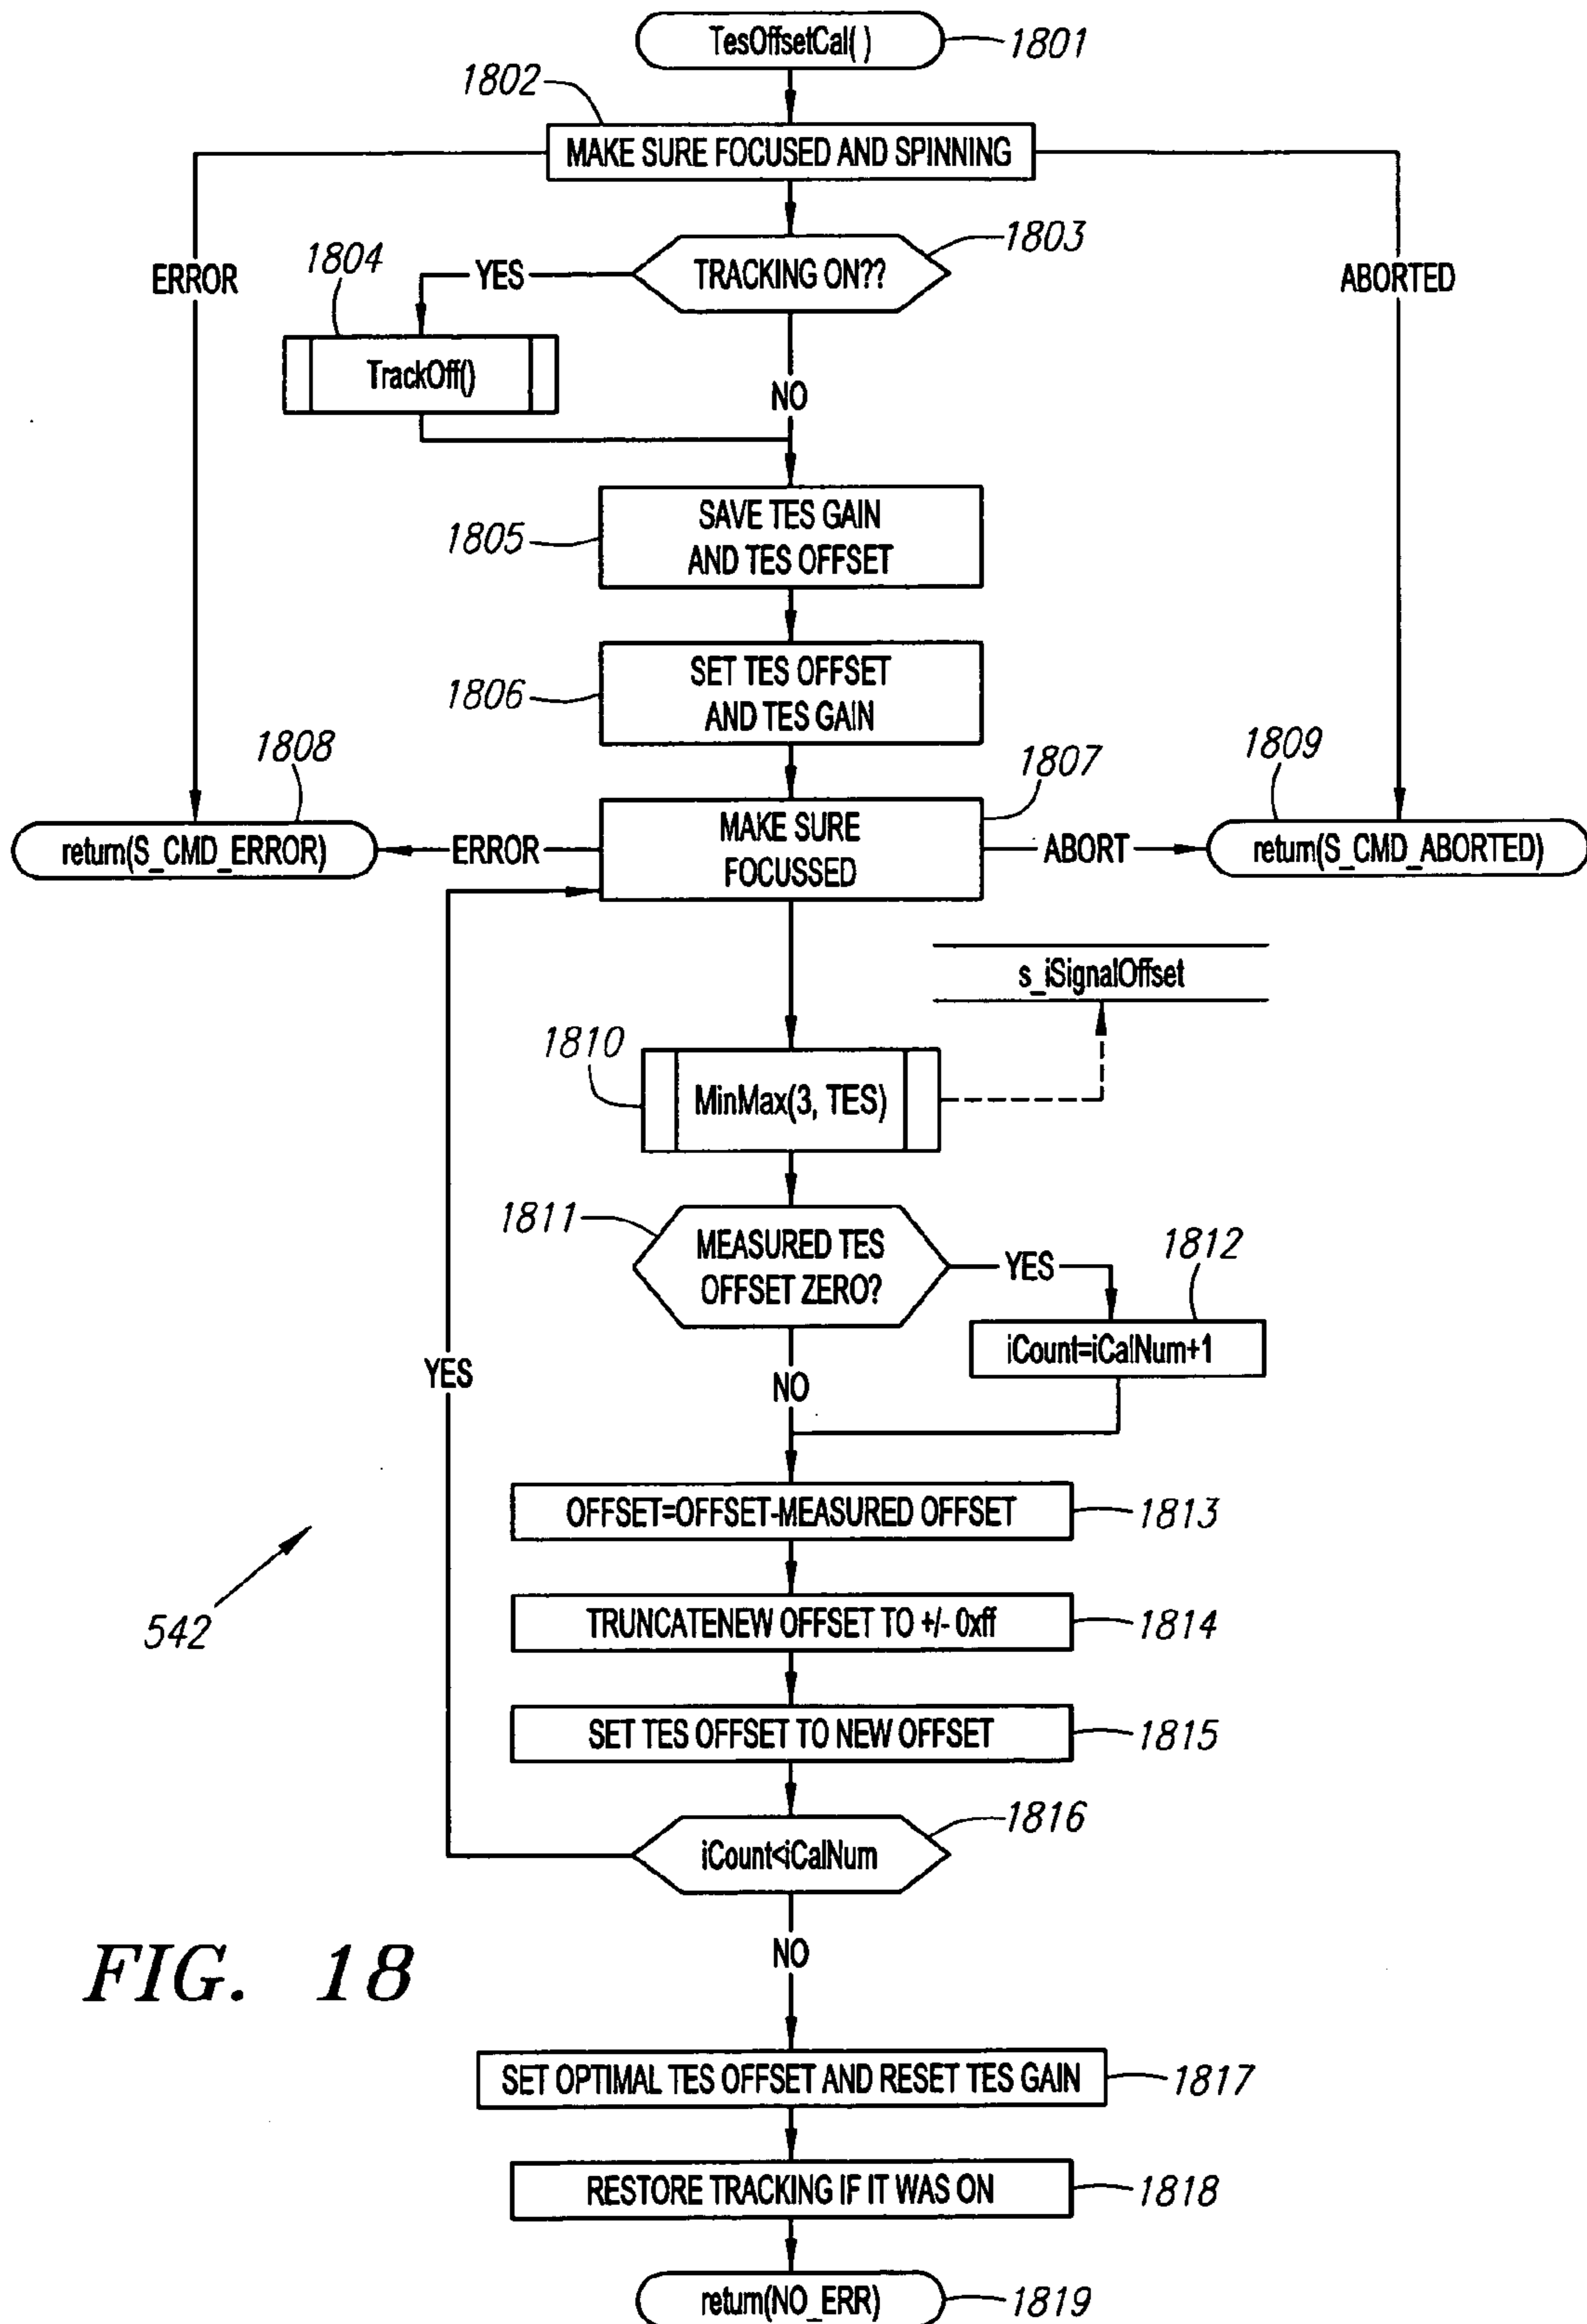 TesOffsetCal( )
1801
1802
MAKE SURE FOCUSED AND SPINNING
1803
TRACKING ON??
1804
YES
ERROR
ABORTED
TrackOff()
NO
SAVE TES GAIN
AND TES OFFSET
1805
SET TES OFFSET
AND TES GAIN
1806
1808
1807
1809
return(S_CMD_ERROR)
ERROR
MAKE SURE
FOCUSSED
ABORT
return(S_CMD_ABORTED)
s_iSignalOffset
1810
MinMax(3, TES)
1811
MEASURED TES
OFFSET ZERO?
YES
1812
iCount=iCalNum+1
YES
NO
OFFSET=OFFSET-MEASURED OFFSET
1813
542
TRUNCATENEW OFFSET TO +/- 0xff
1814
SET TES OFFSET TO NEW OFFSET
1815
1816
iCount<iCalNum
NO
FIG. 18
SET OPTIMAL TES OFFSET AND RESET TES GAIN
1817
RESTORE TRACKING IF IT WAS ON
1818
return(NO_ERR)
1819